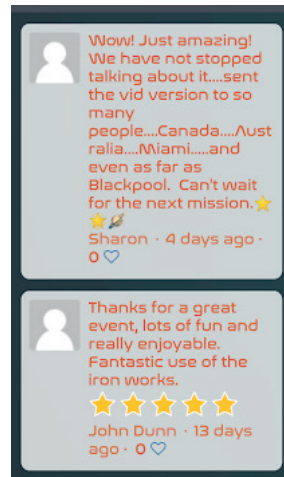 Wow! Just amazing!
We have not stopped
talking about it....sent
the vid version to so
many
people....Canada....Aust
ralia....Miami.....and
even as far as
Blackpool. Can't wait
for the next mission.⭐
⭐🪐
Sharon · 4 days ago ·
0 ♡
Thanks for a great
event, lots of fun and
really enjoyable.
Fantastic use of the
iron works.
⭐⭐⭐⭐⭐
John Dunn · 13 days
ago · 0 ♡